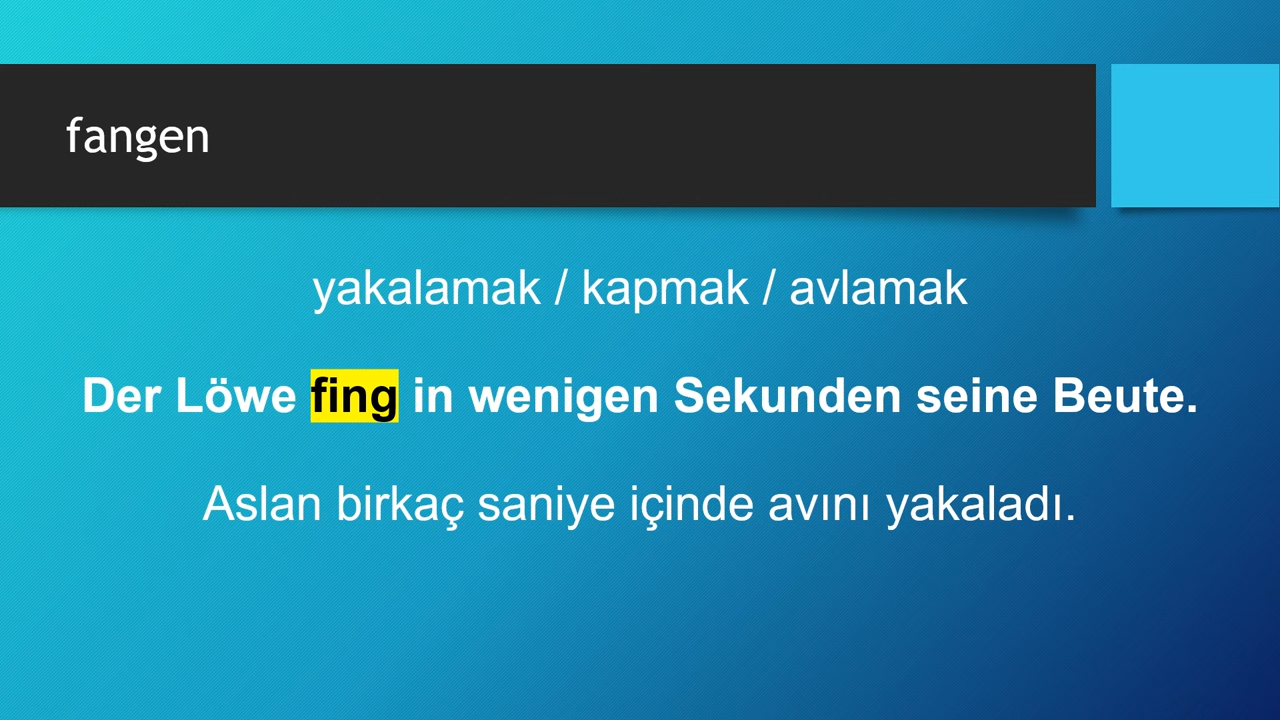 fangen
yakalamak / kapmak / avlamak
Der Löwe fing in wenigen Sekunden seine Beute.
Aslan birkaç saniye içinde avını yakaladı.